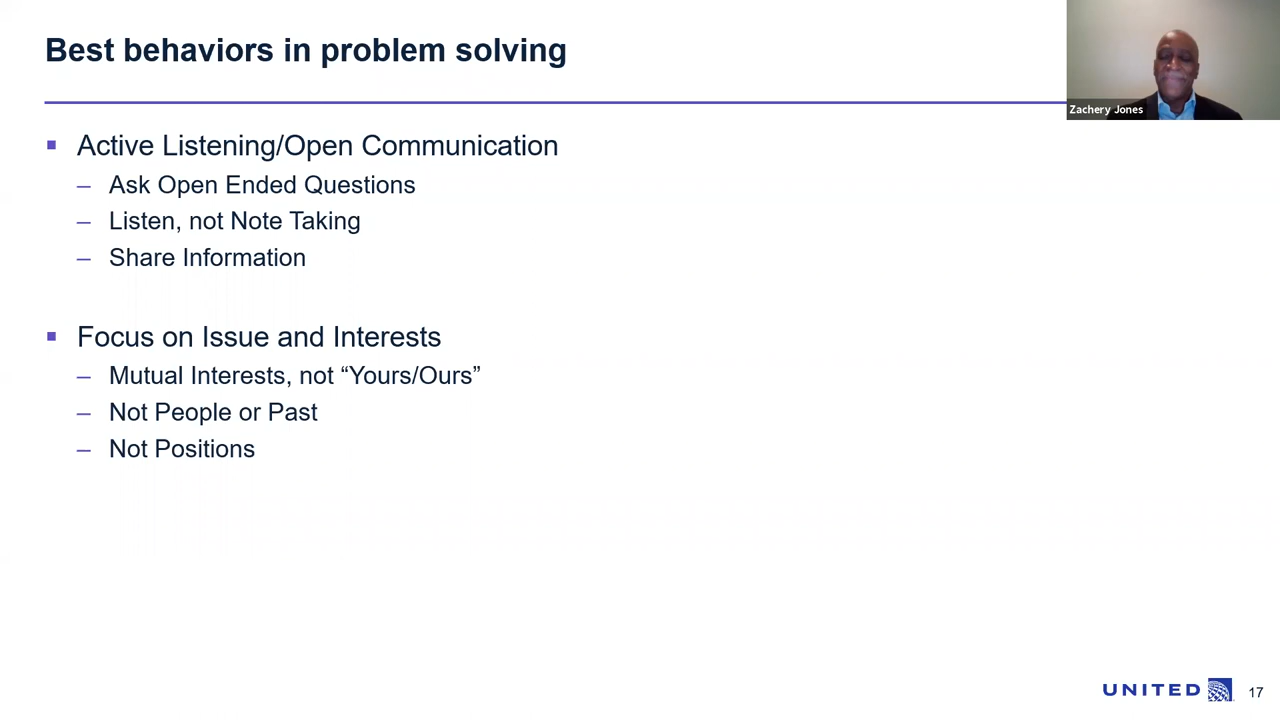 Best behaviors in problem solving
Zachery Jones
▪ Active Listening/Open Communication
– Ask Open Ended Questions
– Listen, not Note Taking
– Share Information
▪ Focus on Issue and Interests
– Mutual Interests, not “Yours/Ours”
– Not People or Past
– Not Positions
UNITED
17